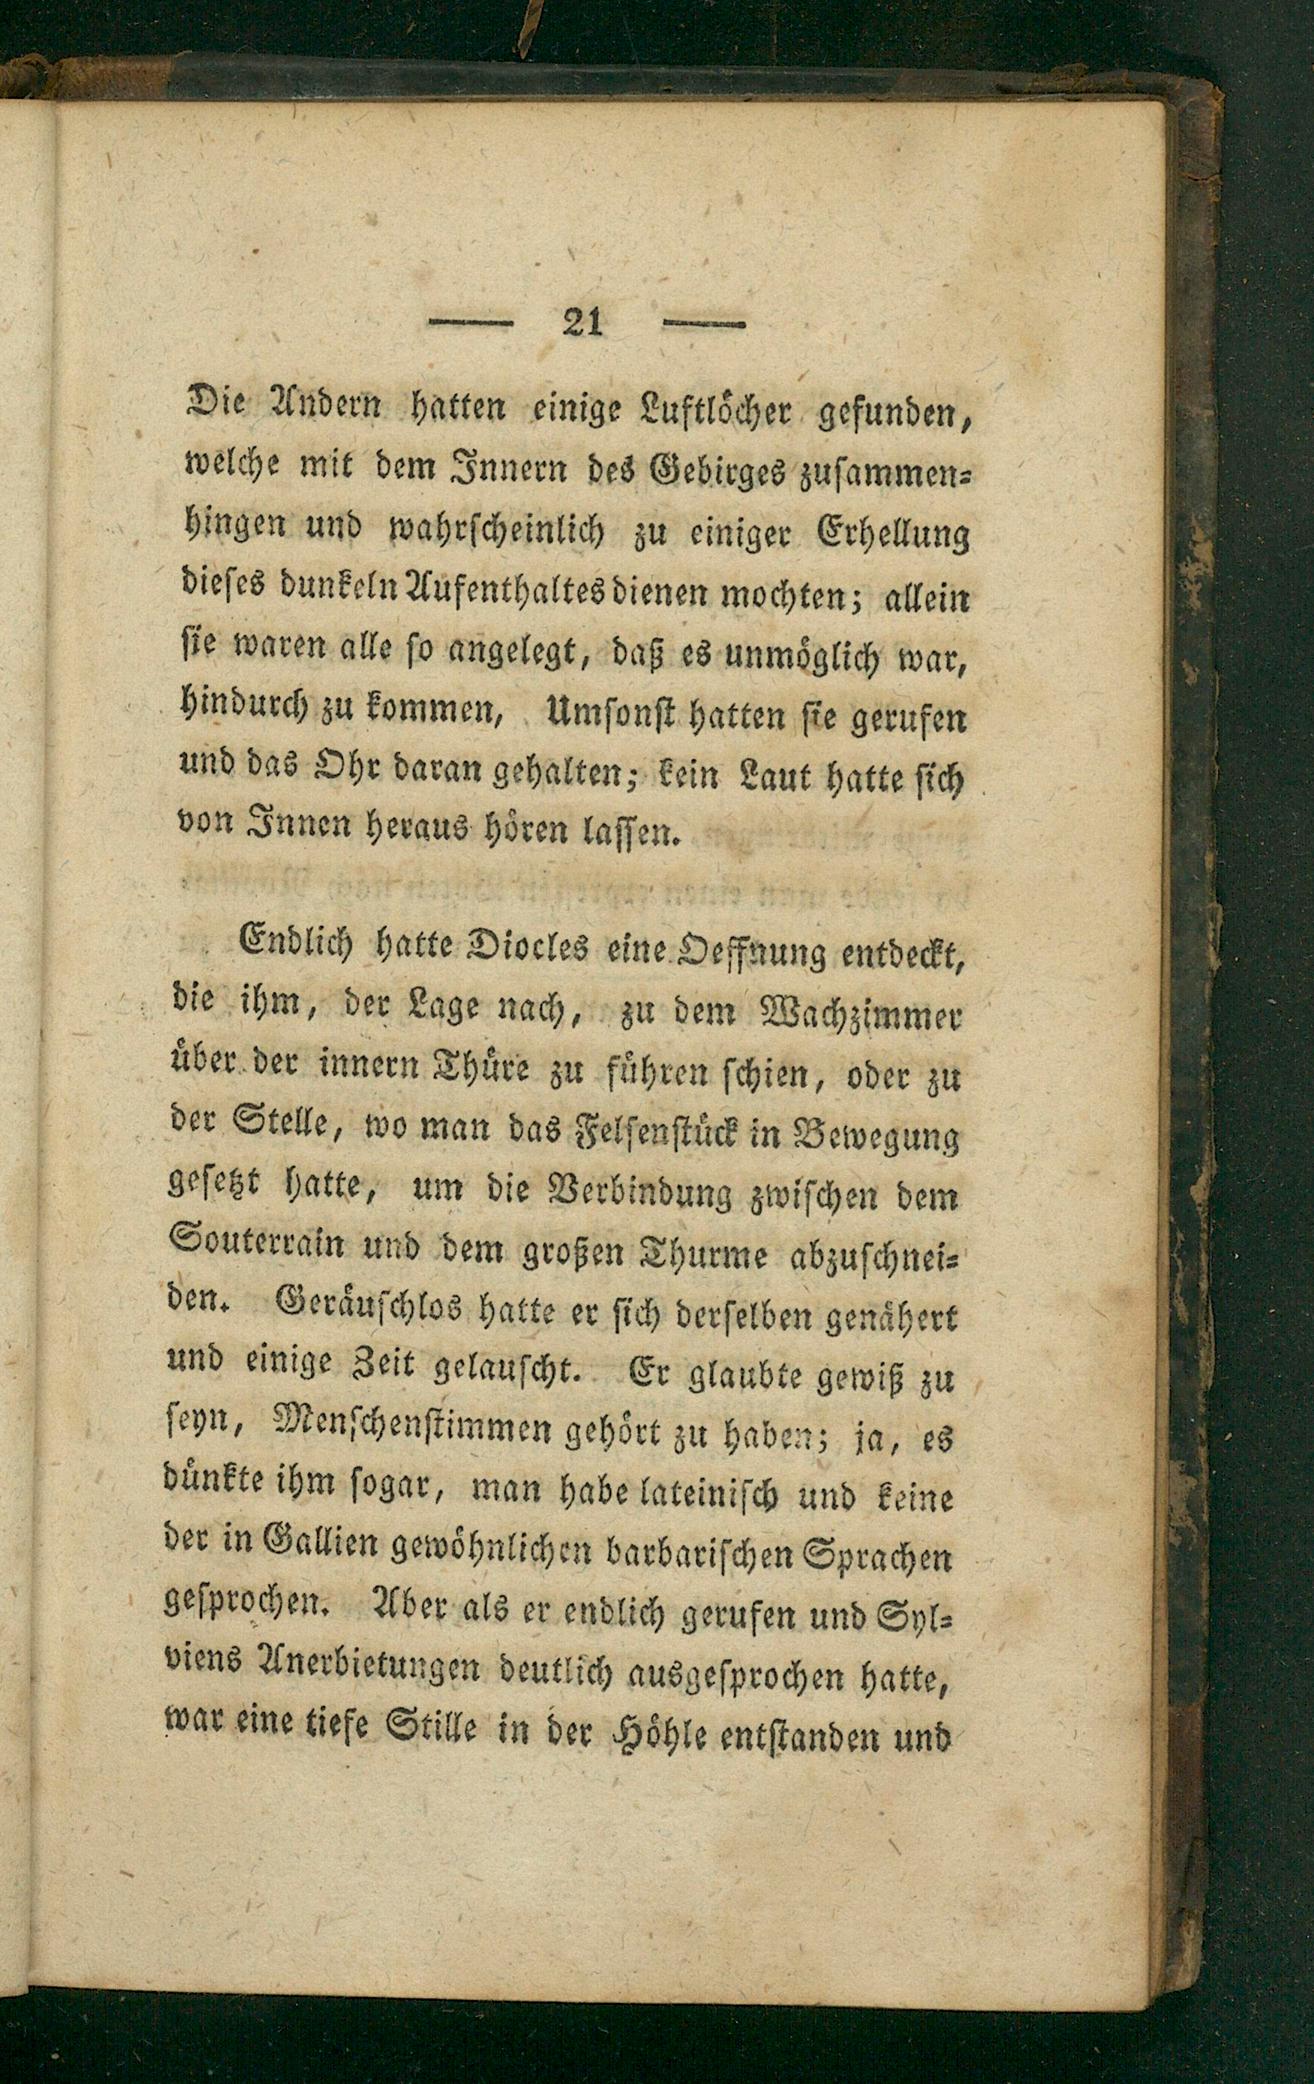 — 21 —
Die Andern hatten einige Luftlöcher gefunden,
welche mit dem Innern des Gebirges zusammen-
hingen und wahrscheinlich zu einiger Erhellung
dieses dunkeln Aufenthaltes dienen mochten; allein
sie waren alle so angelegt, daß es unmöglich war,
hindurch zu kommen, Umsonst hatten sie gerufen
und das Ohr daran gehalten; kein Laut hatte sich
von Innen heraus hören lassen.
Endlich hatte Diocles eine Oeffnung entdeckt,
die ihm, der Lage nach, zu dem Wachzimmer
über der innern Thüre zu führen schien, oder zu
der Stelle, wo man das Felsenstück in Bewegung
gesetzt hatte, um die Verbindung zwischen dem
Souterrain und dem großen Thurme abzuschnei-
den. Geräuschlos hatte er sich derselben genähert
und einige Zeit gelauscht. Er glaubte gewiß zu
seyn, Menschenstimmen gehört zu haben; ja, es
dünkte ihm sogar, man habe lateinisch und keine
der in Gallien gewöhnlichen barbarischen Sprachen
gesprochen. Aber als er endlich gerufen und Syl-
viens Anerbietungen deutlich ausgesprochen hatte,
war eine tiefe Stille in der Höhle entstanden und